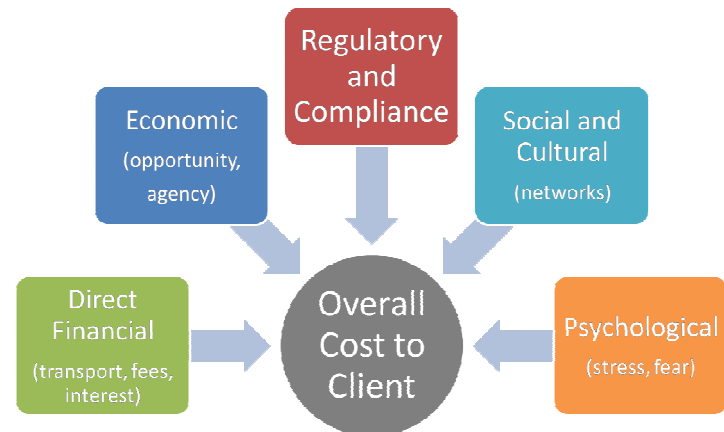 Regulatory
and
Compliance
Economic
(opportunity,
agency)
Social and
Cultural
(networks)
Direct
Financial
(transport, fees,
interest)
Overall
Cost to
Client
Psychological
(stress, fear)